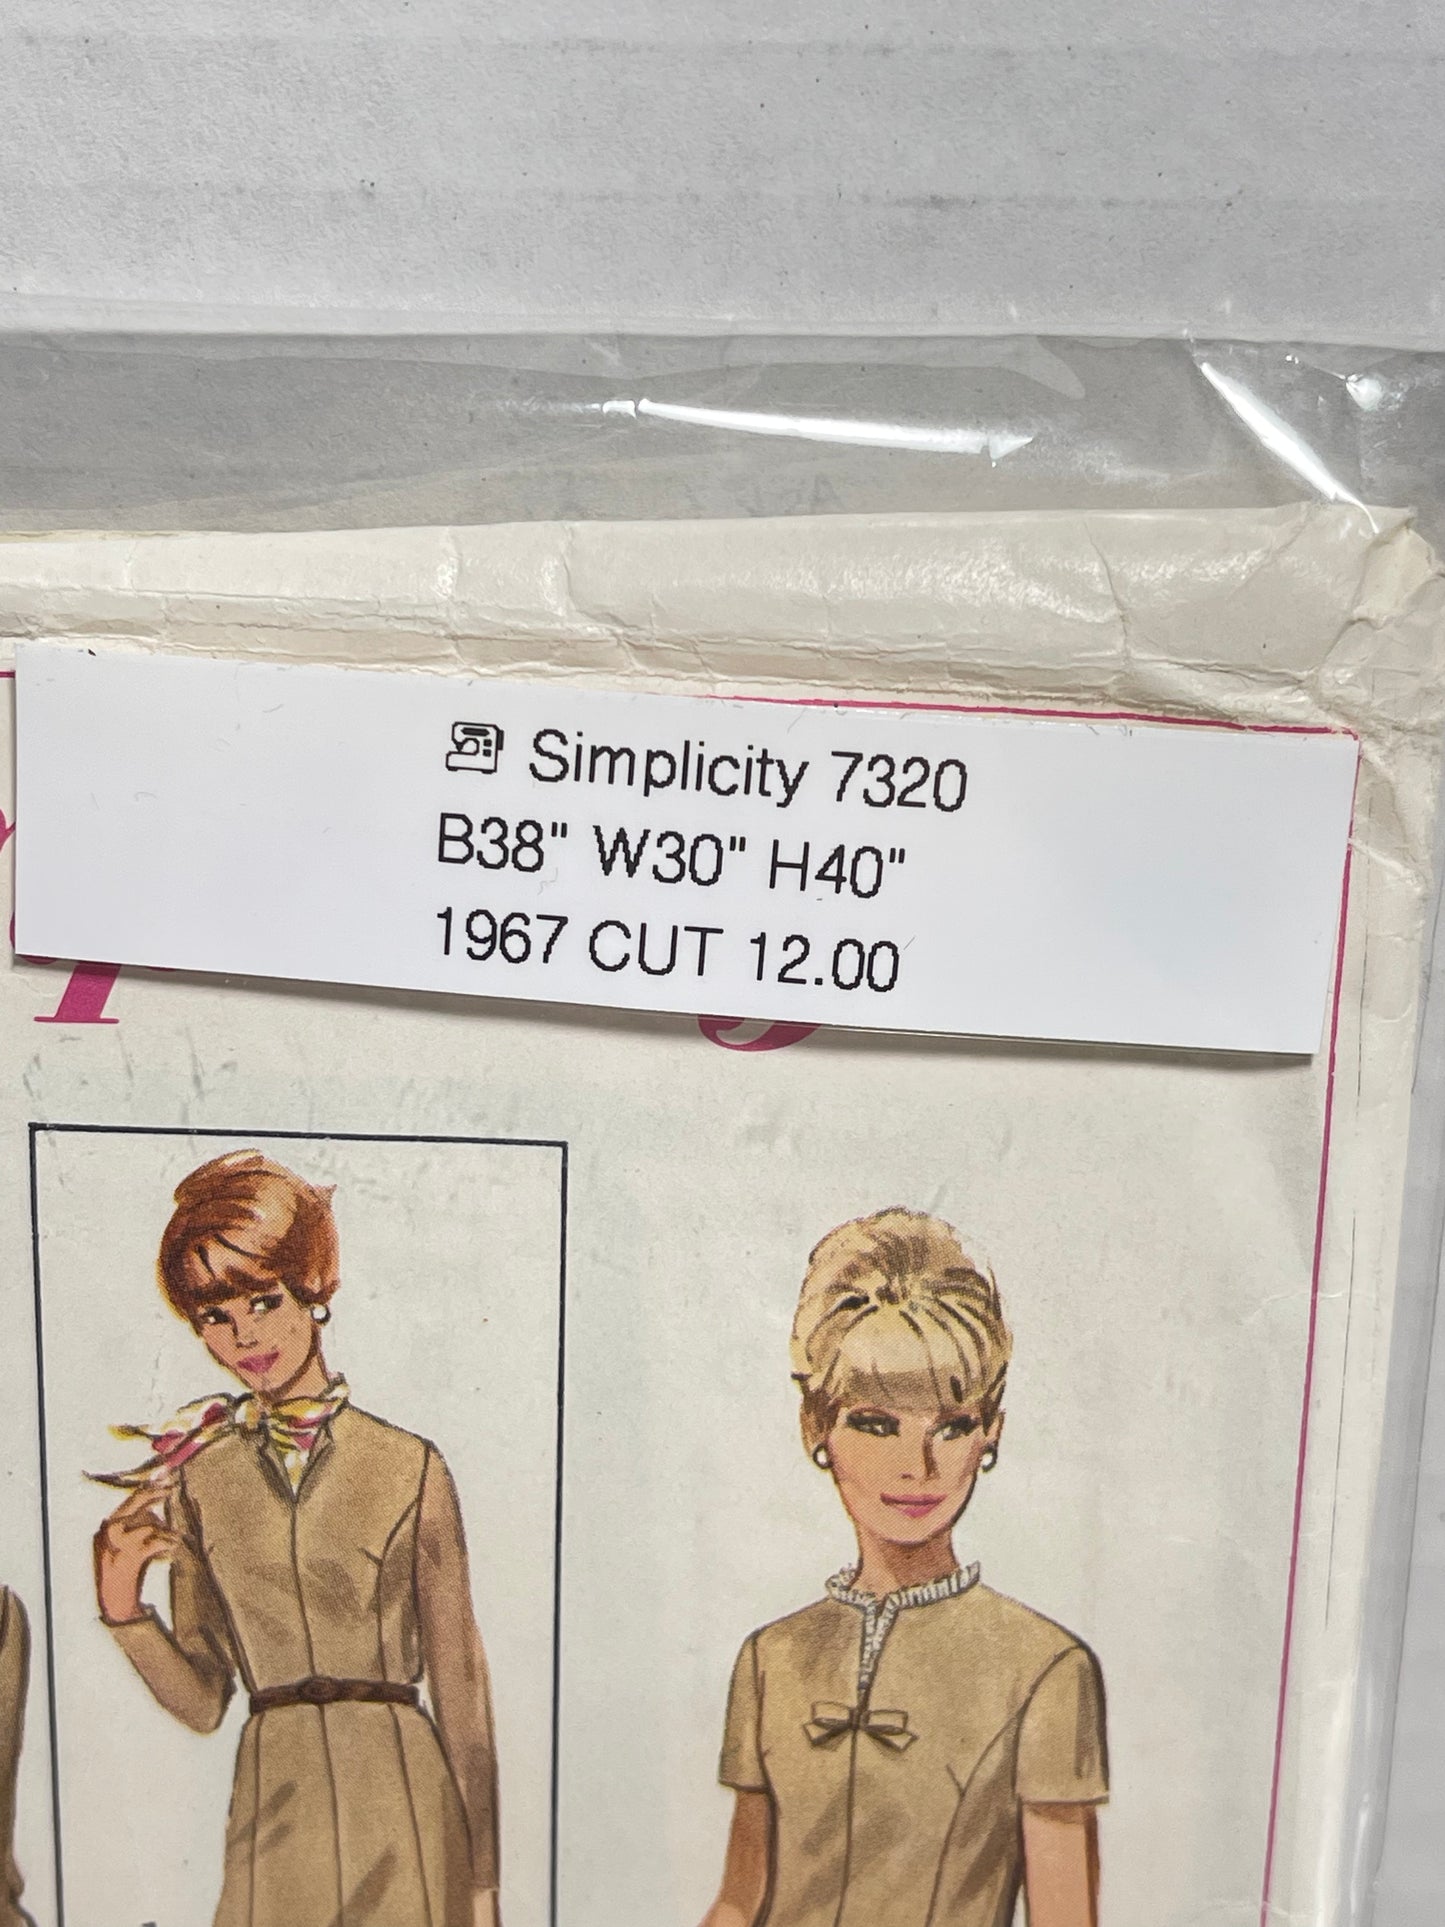 Simplicity 7320
B38" W30" H40"
1967 CUT 12.00